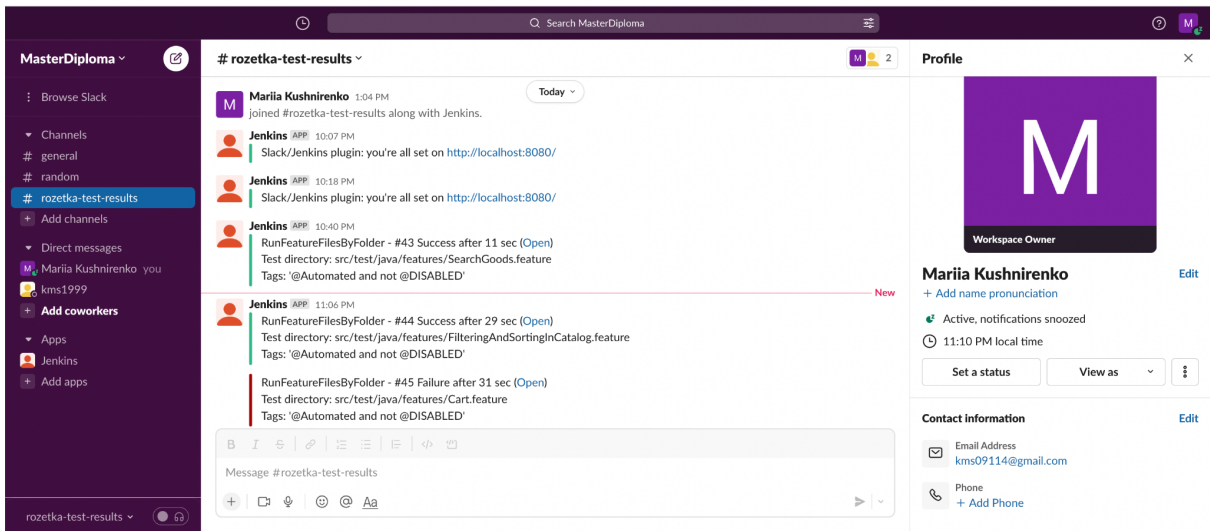 Search MasterDiploma
M
MasterDiploma
Browse Slack
Channels
# general
# random
# rozetka-test-results
+ Add channels
Direct messages
M Mariia Kushnirenko you
kms1999
+ Add coworkers
Apps
Jenkins
+ Add apps
rozetka-test-results
# rozetka-test-results
M 2
Today
M
Mariia Kushnirenko 1:04 PM
joined #rozetka-test-results along with Jenkins.
Jenkins APP 10:07 PM
Slack/Jenkins plugin: you're all set on http://localhost:8080/
Jenkins APP 10:18 PM
Slack/Jenkins plugin: you're all set on http://localhost:8080/
Jenkins APP 10:40 PM
RunFeatureFilesByFolder - #43 Success after 11 sec (Open)
Test directory: src/test/java/features/SearchGoods.feature
Tags: '@Automated and not @DISABLED'
New
Jenkins APP 11:06 PM
RunFeatureFilesByFolder - #44 Success after 29 sec (Open)
Test directory: src/test/java/features/FilteringAndSortingInCatalog.feature
Tags: '@Automated and not @DISABLED'
RunFeatureFilesByFolder - #45 Failure after 31 sec (Open)
Test directory: src/test/java/features/Cart.feature
Tags: '@Automated and not @DISABLED'
B I S
Message #rozetka-test-results
+ @ Aa
Profile
M
Workspace Owner
Mariia Kushnirenko Edit
+ Add name pronunciation
Active, notifications snoozed
11:10 PM local time
Set a status View as
Contact information Edit
Email Address
kms09114@gmail.com
Phone
+ Add Phone